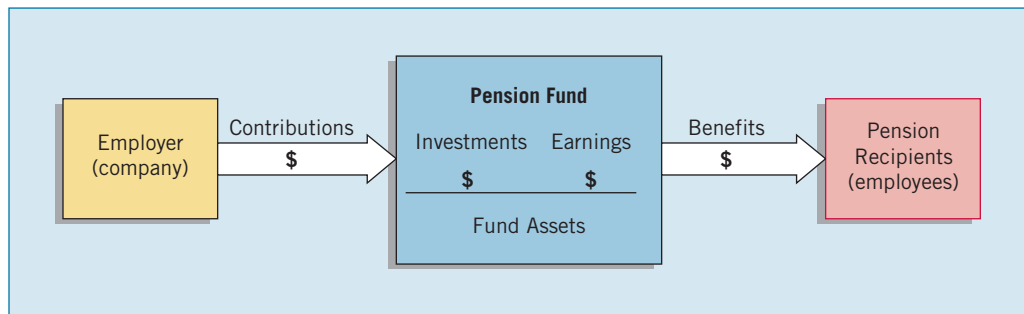 Employer
(company)
Contributions
$
Pension Fund
Investments Earnings
$ $
Fund Assets
Benefits
$
Pension
Recipients
(employees)